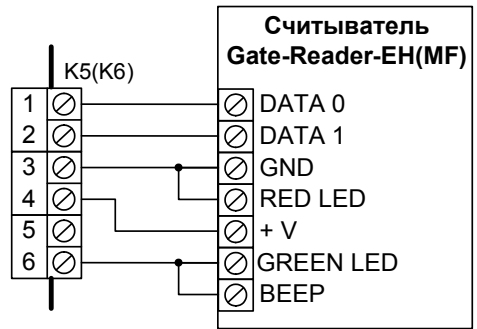 Считыватель
Gate-Reader-EH(MF)
K5(K6)
1 DATA 0
2 DATA 1
3 GND
4 RED LED
5 + V
6 GREEN LED
BEEP